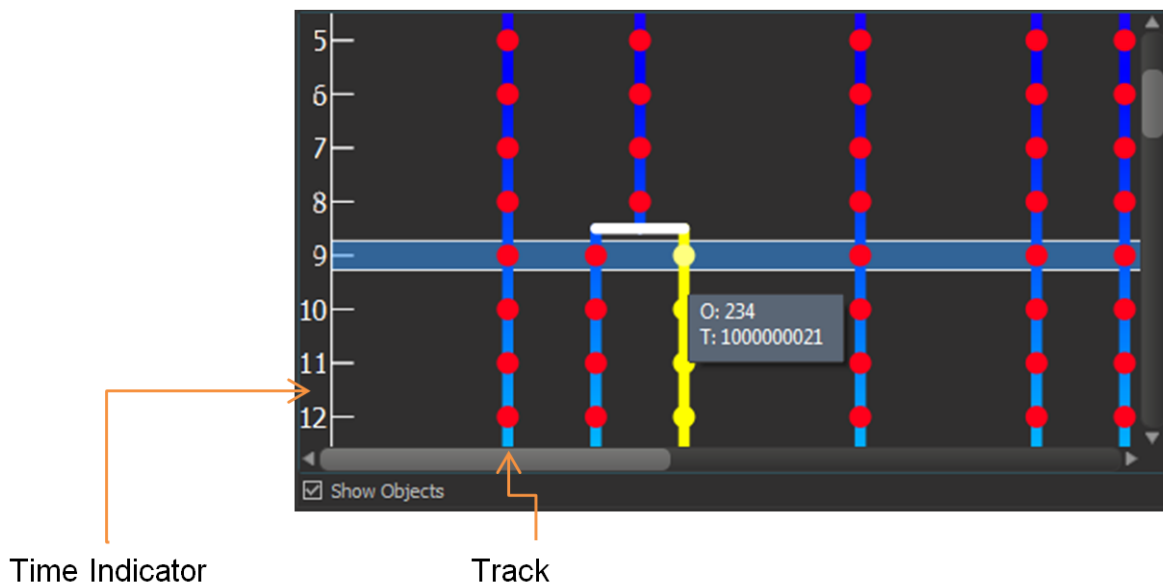 5
6
7
8
9
10
O: 234
T: 1000000021
11
12
Show Objects
Time Indicator
Track